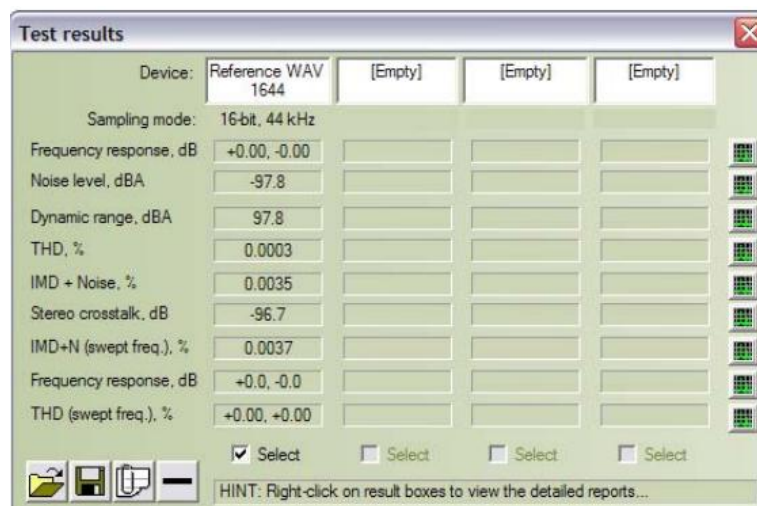 Test results
Device: Reference WAV 1644 [Empty] [Empty] [Empty]
Sampling mode: 16-bit, 44 kHz
Frequency response, dB +0.00, -0.00
Noise level, dBA -97.8
Dynamic range, dBA 97.8
THD, % 0.0003
IMD + Noise, % 0.0035
Stereo crosstalk, dB -96.7
IMD+N (swept freq.), % 0.0037
Frequency response, dB +0.0, -0.0
THD (swept freq.), % +0.00, +0.00
Select Select Select Select
HINT: Right-click on result boxes to view the detailed reports...